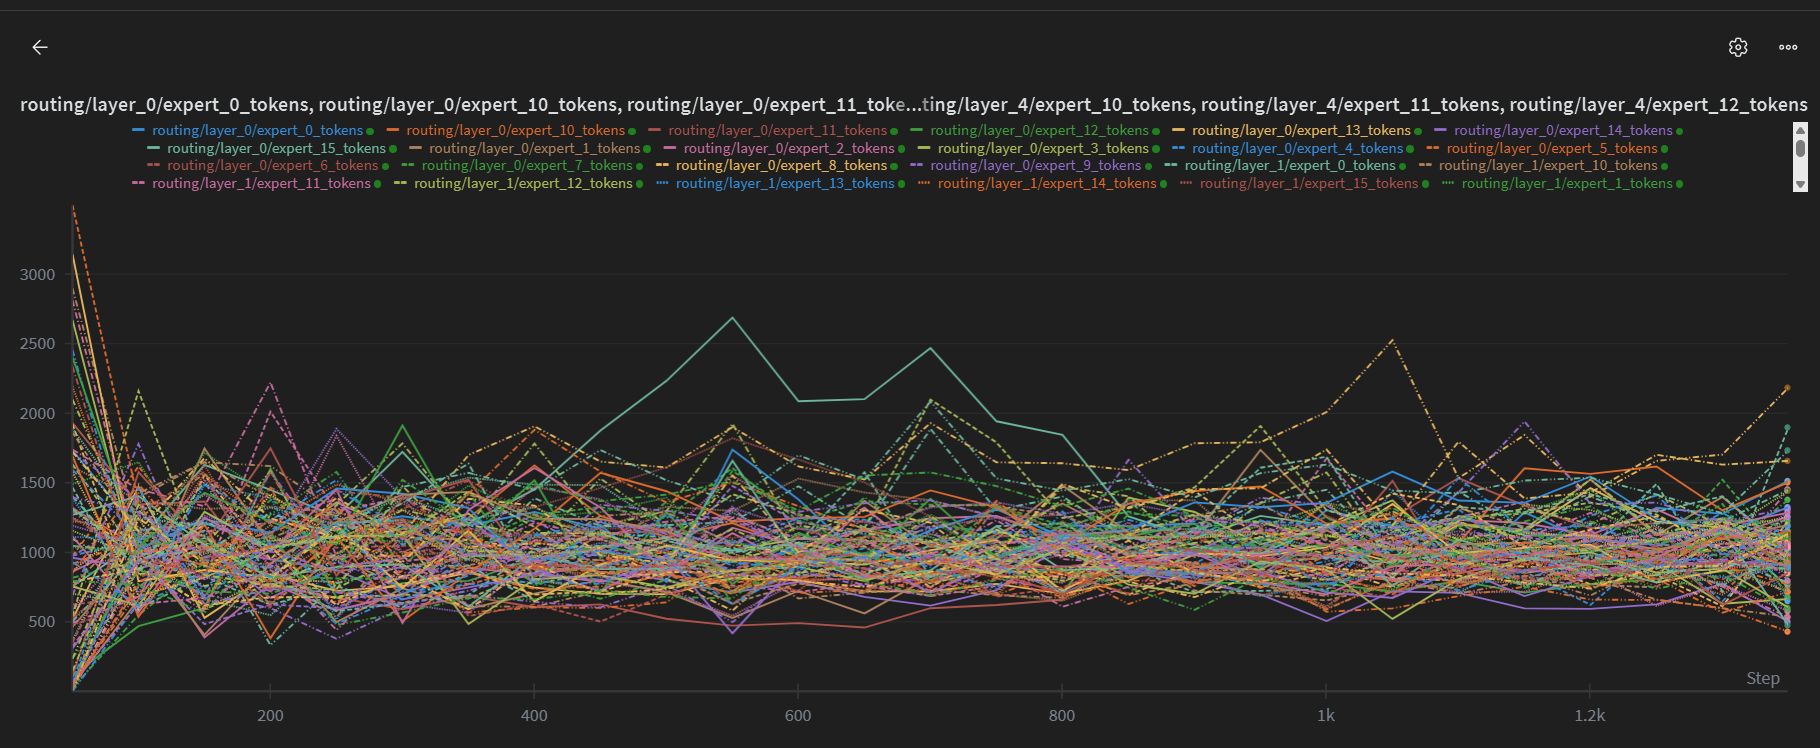 routing/layer_0/expert_0_tokens, routing/layer_0/expert_10_tokens, routing/layer_0/expert_11_toke...ting/layer_4/expert_10_tokens, routing/layer_4/expert_11_tokens, routing/layer_4/expert_12_tokens
routing/layer_0/expert_0_tokens routing/layer_0/expert_10_tokens routing/layer_0/expert_11_tokens routing/layer_0/expert_12_tokens routing/layer_0/expert_13_tokens routing/layer_0/expert_14_tokens
routing/layer_0/expert_15_tokens routing/layer_0/expert_1_tokens routing/layer_0/expert_2_tokens routing/layer_0/expert_3_tokens routing/layer_0/expert_4_tokens routing/layer_0/expert_5_tokens
routing/layer_0/expert_6_tokens routing/layer_0/expert_7_tokens routing/layer_0/expert_8_tokens routing/layer_0/expert_9_tokens routing/layer_1/expert_0_tokens routing/layer_1/expert_10_tokens
routing/layer_1/expert_11_tokens routing/layer_1/expert_12_tokens routing/layer_1/expert_13_tokens routing/layer_1/expert_14_tokens routing/layer_1/expert_15_tokens routing/layer_1/expert_1_tokens
3000
2500
2000
1500
1000
500
Step
200 400 600 800 1k 1.2k